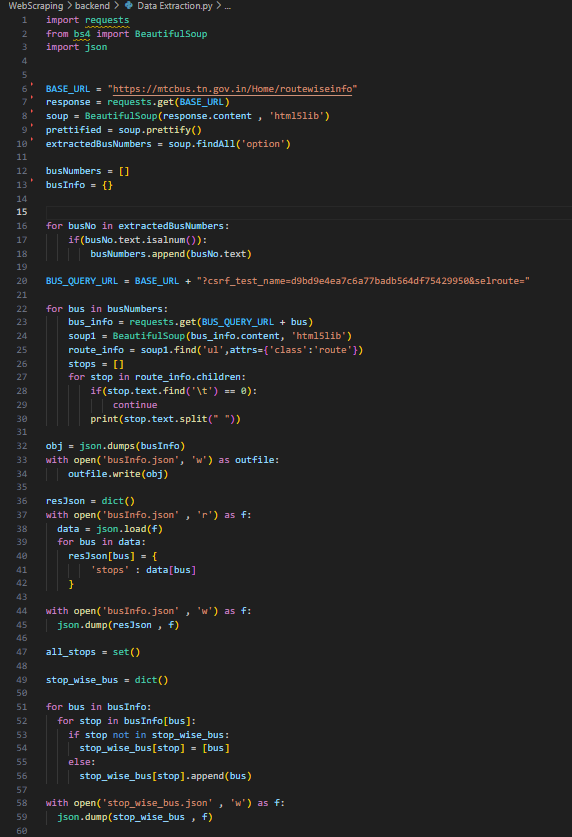 WebScraping > backend > Data Extraction.py > ...
1 import requests
2 from bs4 import BeautifulSoup
3 import json
4
5
6 BASE_URL = "https://mtcbus.tn.gov.in/Home/routewiseinfo"
7 response = requests.get(BASE_URL)
8 soup = BeautifulSoup(response.content , 'html5lib')
9 prettified = soup.prettify()
10 extractedBusNumbers = soup.findAll('option')
11
12 busNumbers = []
13 busInfo = {}
14
15
16 for busNo in extractedBusNumbers:
17     if(busNo.text.isalnum()):
18         busNumbers.append(busNo.text)
19
20 BUS_QUERY_URL = BASE_URL + "?csrf_test_name=d9bd9e4ea7c6a77badb564df75429950&selroute="
21
22 for bus in busNumbers:
23     bus_info = requests.get(BUS_QUERY_URL + bus)
24     soup1 = BeautifulSoup(bus_info.content, 'html5lib')
25     route_info = soup1.find('ul',attrs={'class':'route'})
26     stops = []
27     for stop in route_info.children:
28         if(stop.text.find('\t') == 0):
29             continue
30         print(stop.text.split(" "))
31
32 obj = json.dumps(busInfo)
33 with open('busInfo.json', 'w') as outfile:
34     outfile.write(obj)
35
36 resJson = dict()
37 with open('busInfo.json' , 'r') as f:
38   data = json.load(f)
39   for bus in data:
40     resJson[bus] = {
41         'stops' : data[bus]
42     }
43
44 with open('busInfo.json' , 'w') as f:
45   json.dump(resJson , f)
46
47 all_stops = set()
48
49 stop_wise_bus = dict()
50
51 for bus in busInfo:
52   for stop in busInfo[bus]:
53     if stop not in stop_wise_bus:
54       stop_wise_bus[stop] = [bus]
55     else:
56       stop_wise_bus[stop].append(bus)
57
58 with open('stop_wise_bus.json' , 'w') as f:
59   json.dump(stop_wise_bus , f)
60